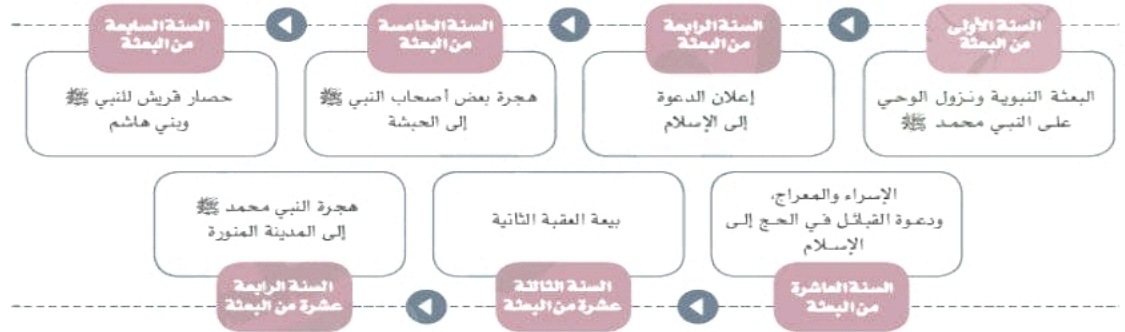 السنة الأولى
من البعثة
البعثة النبوية ونزول الوحي
على النبي محمد ﷺ
السنة الرابعة
من البعثة
إعلان الدعوة
إلى الإسلام
السنة الخامسة
من البعثة
هجرة بعض أصحاب النبي ﷺ
إلى الحبشة
السنة السابعة
من البعثة
حصار قريش للنبي ﷺ
وبني هاشم
الإسراء والمعراج،
ودعوة القبائل في الحج إلى
الإسلام
السنة العاشرة
من البعثة
بيعة العقبة الثانية
السنة الثالثة
عشرة من البعثة
هجرة النبي محمد ﷺ
إلى المدينة المنورة
السنة الرابعة
عشرة من البعثة